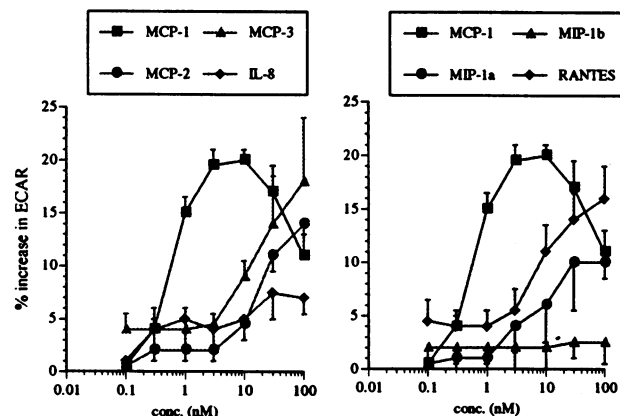 MCP-1 MCP-3
MCP-2 IL-8
MCP-1 MIP-1b
MIP-1a RANTES
% increase in ECAR
25
20
15
10
5
0
0.01 0.1 1 10 100
conc. (nM)
25
20
15
10
5
0
0.01 0.1 1 10 100
conc. (nM)